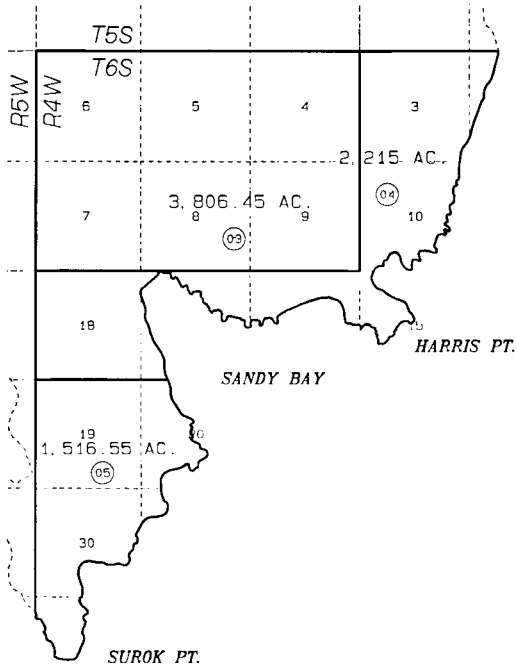 T5S
T6S
R5W
R4W
6 5 4 3
2,215 AC.
04
3,806.45 AC.
7 8 9 10
03
18
15
HARRIS PT.
SANDY BAY
19
1,516.55 AC.
05
30
SUROK PT.